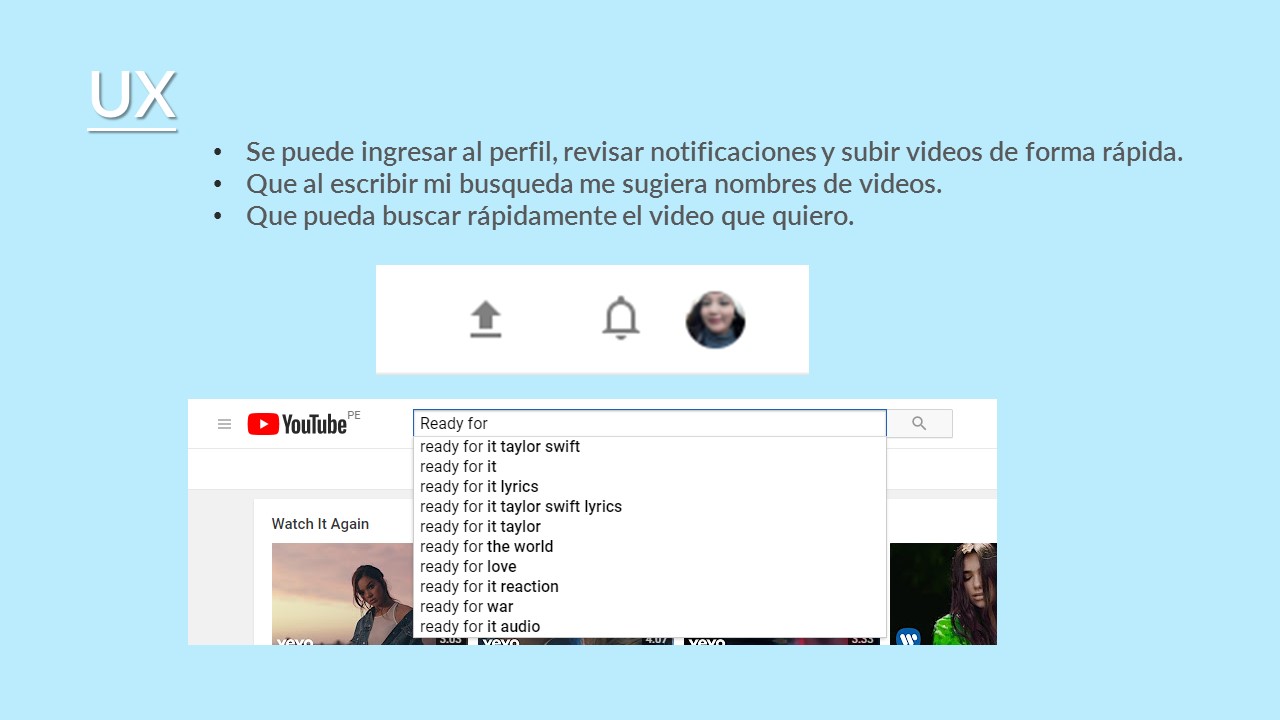 UX
• Se puede ingresar al perfil, revisar notificaciones y subir videos de forma rápida.
• Que al escribir mi busqueda me sugiera nombres de videos.
• Que pueda buscar rápidamente el video que quiero.
YouTube PE
Ready for
ready for it taylor swift
ready for it
ready for it lyrics
ready for it taylor swift lyrics
ready for it taylor
ready for the world
ready for love
ready for it reaction
ready for war
ready for it audio
Watch It Again
vevo 3:03 vevo 4:07 vevo 3:33